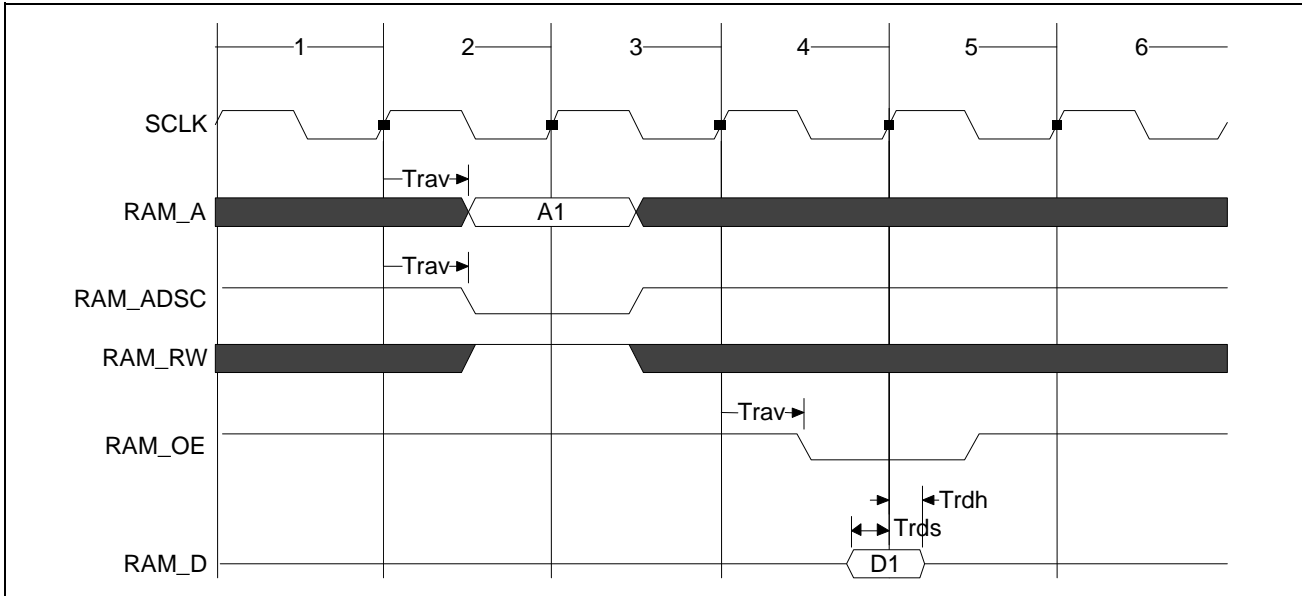 1 2 3 4 5 6
SCLK
Trav
RAM_A A1
Trav
RAM_ADSC
RAM_RW
Trav
RAM_OE
Trdh
Trds
RAM_D D1